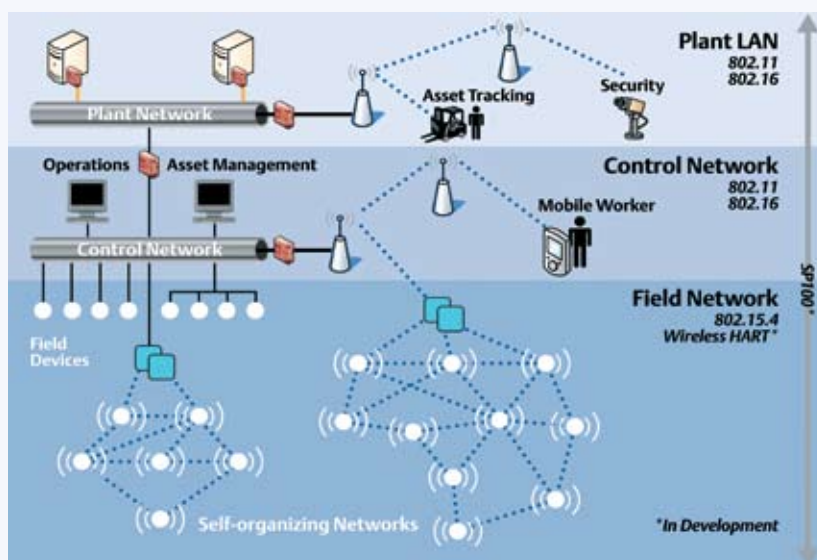 Plant LAN
802.11
802.16
Asset Tracking
Security
Plant Network
Operations
Asset Management
Control Network
802.11
802.16
Mobile Worker
Control Network
SP100*
Field Network
802.15.4
Wireless HART*
Field
Devices
Self-organizing Networks
*In Development